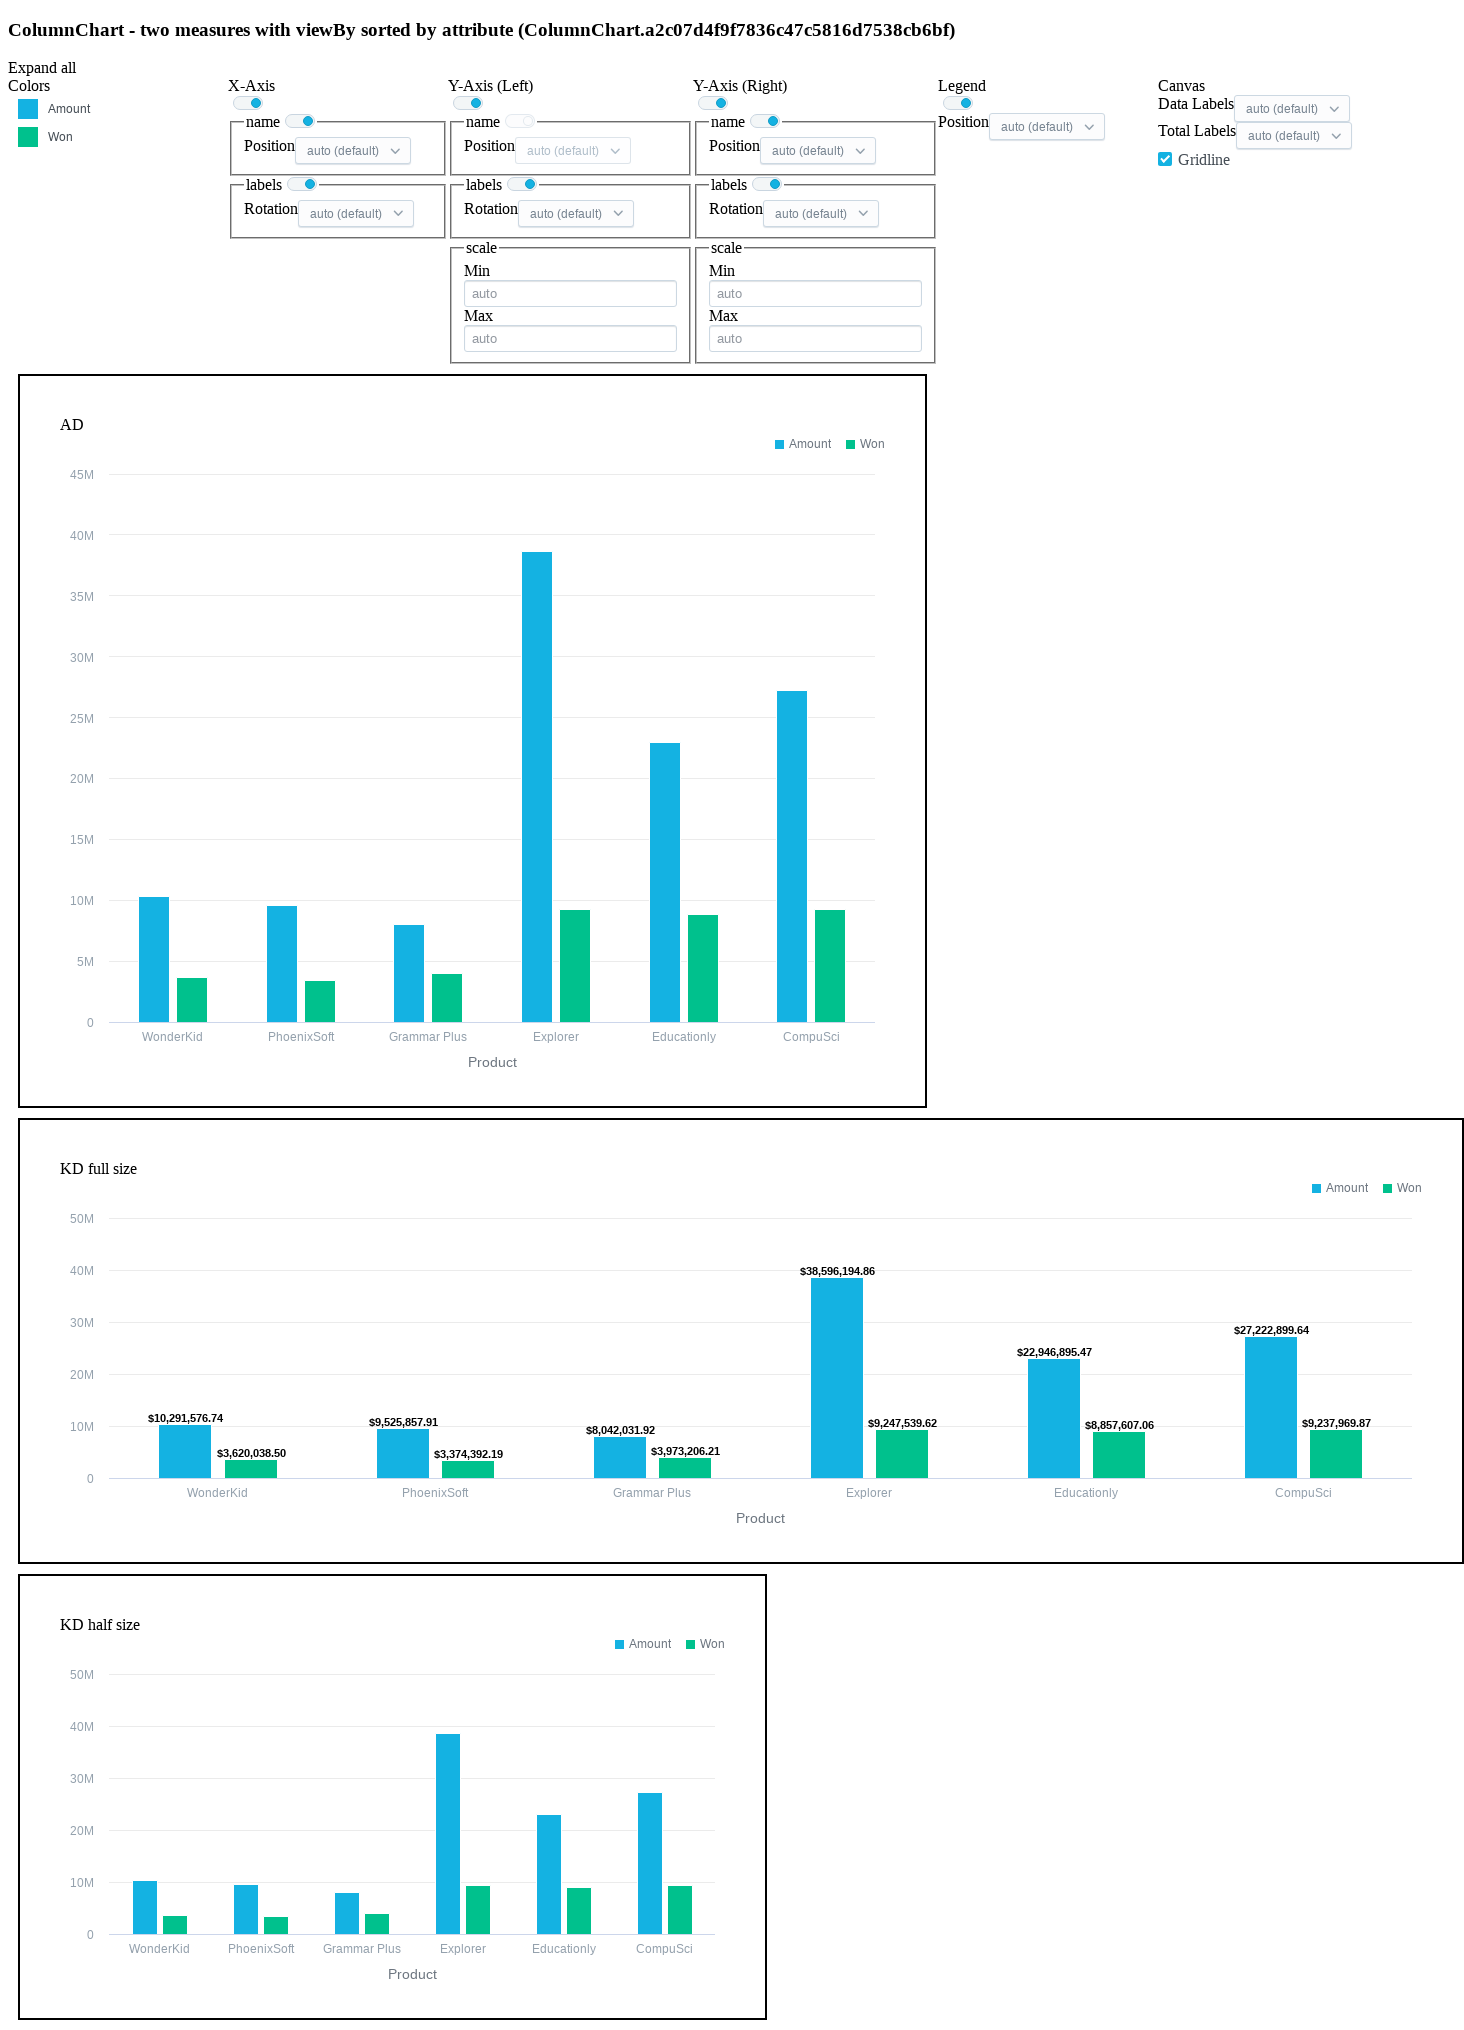 ColumnChart - two measures with viewBy sorted by attribute (ColumnChart.a2c07d4f9f7836c47c5816d7538cb6bf)
Expand all
Colors
Amount
Won
X-Axis
name
Position auto (default)
labels
Rotation auto (default)
Y-Axis (Left)
name
Position auto (default)
labels
Rotation auto (default)
scale
Min
auto
Max
auto
Y-Axis (Right)
name
Position auto (default)
labels
Rotation auto (default)
scale
Min
auto
Max
auto
Legend
Position auto (default)
Canvas
Data Labels auto (default)
Total Labels auto (default)
Gridline
AD
Amount Won
45M
40M
35M
30M
25M
20M
15M
10M
5M
0
WonderKid PhoenixSoft Grammar Plus Explorer Educationly CompuSci
Product
KD full size
Amount Won
50M
40M
30M
20M
10M
0
$10,291,576.74
$3,620,038.50
$9,525,857.91
$3,374,392.19
$8,042,031.92
$3,973,206.21
$38,596,194.86
$9,247,539.62
$22,946,895.47
$8,857,607.06
$27,222,899.64
$9,237,969.87
WonderKid PhoenixSoft Grammar Plus Explorer Educationly CompuSci
Product
KD half size
Amount Won
50M
40M
30M
20M
10M
0
WonderKid PhoenixSoft Grammar Plus Explorer Educationly CompuSci
Product